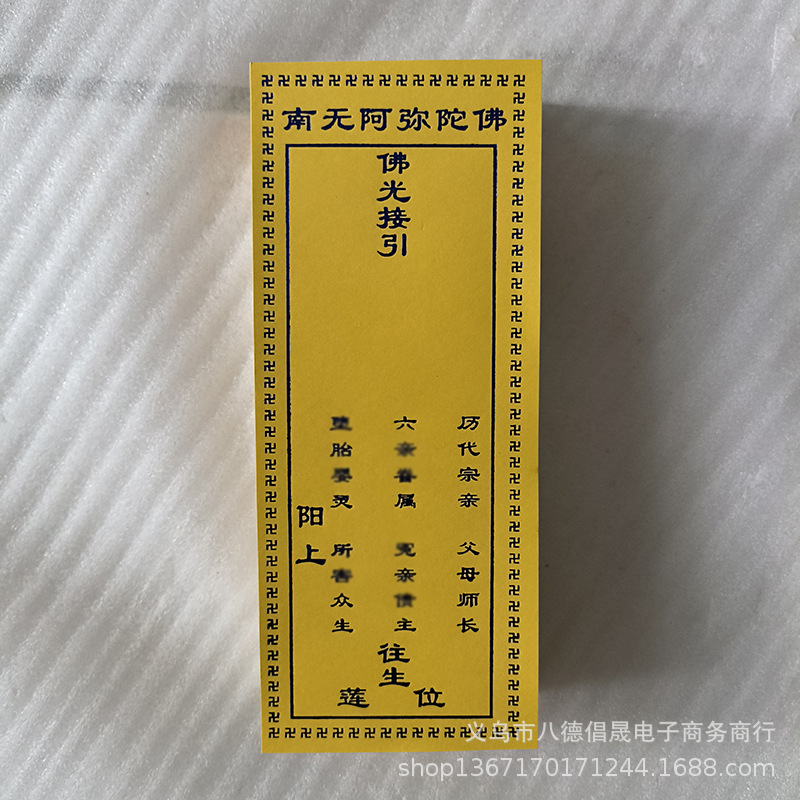 南无阿弥陀佛
佛光接引
历代宗亲 父母师长
六亲眷属 冤亲债主
堕胎婴灵 所害众生
阳上
往生
莲位
义乌市八德倡晟电子商务商行
shop1367170171244.1688.com